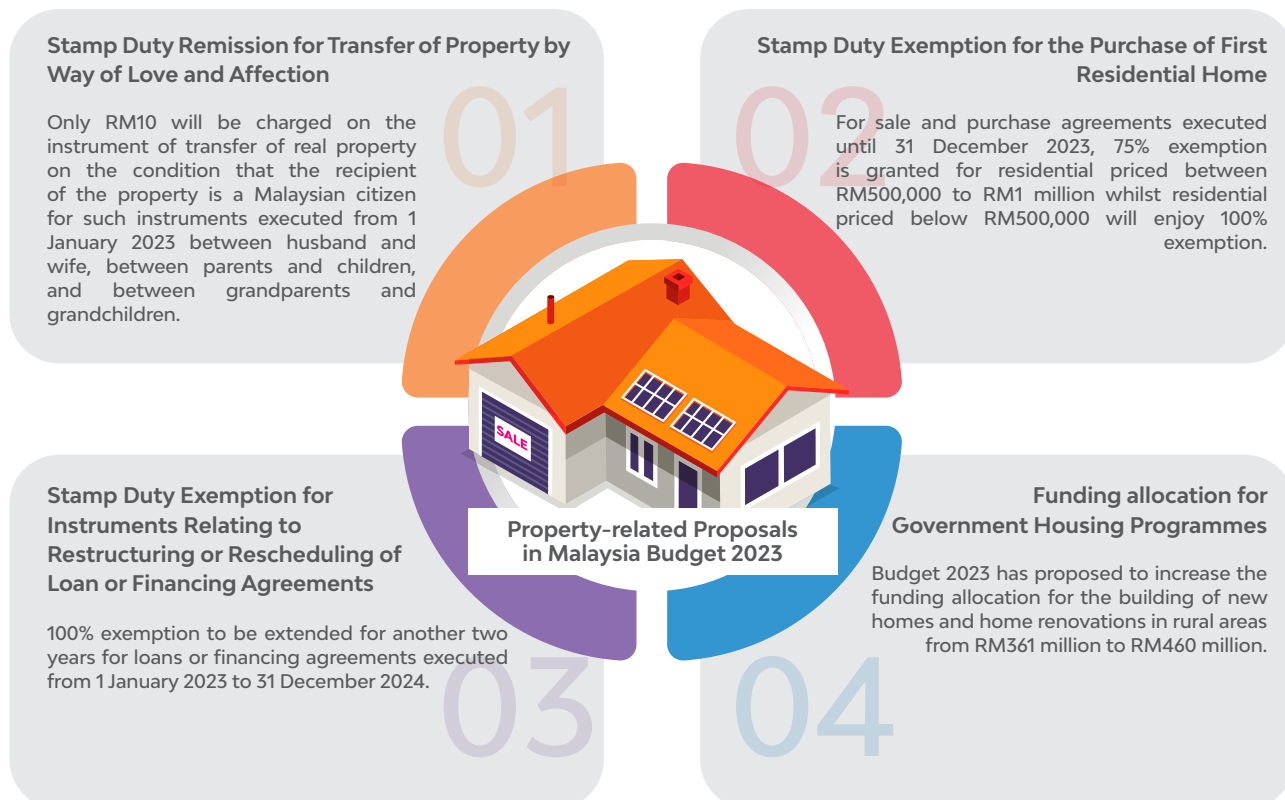 Stamp Duty Remission for Transfer of Property by
Way of Love and Affection
01
Only RM10 will be charged on the
instrument of transfer of real property
on the condition that the recipient
of the property is a Malaysian citizen
for such instruments executed from 1
January 2023 between husband and
wife, between parents and children,
and between grandparents and
grandchildren.
Stamp Duty Exemption for the Purchase of First
Residential Home
02
For sale and purchase agreements executed
until 31 December 2023, 75% exemption
is granted for residential priced between
RM500,000 to RM1 million whilst residential
priced below RM500,000 will enjoy 100%
exemption.
SALE
Property-related Proposals
in Malaysia Budget 2023
Stamp Duty Exemption for
Instruments Relating to
Restructuring or Rescheduling of
Loan or Financing Agreements
100% exemption to be extended for another two
years for loans or financing agreements executed
from 1 January 2023 to 31 December 2024.
03
Funding allocation for
Government Housing Programmes
Budget 2023 has proposed to increase the
funding allocation for the building of new
homes and home renovations in rural areas
from RM361 million to RM460 million.
04